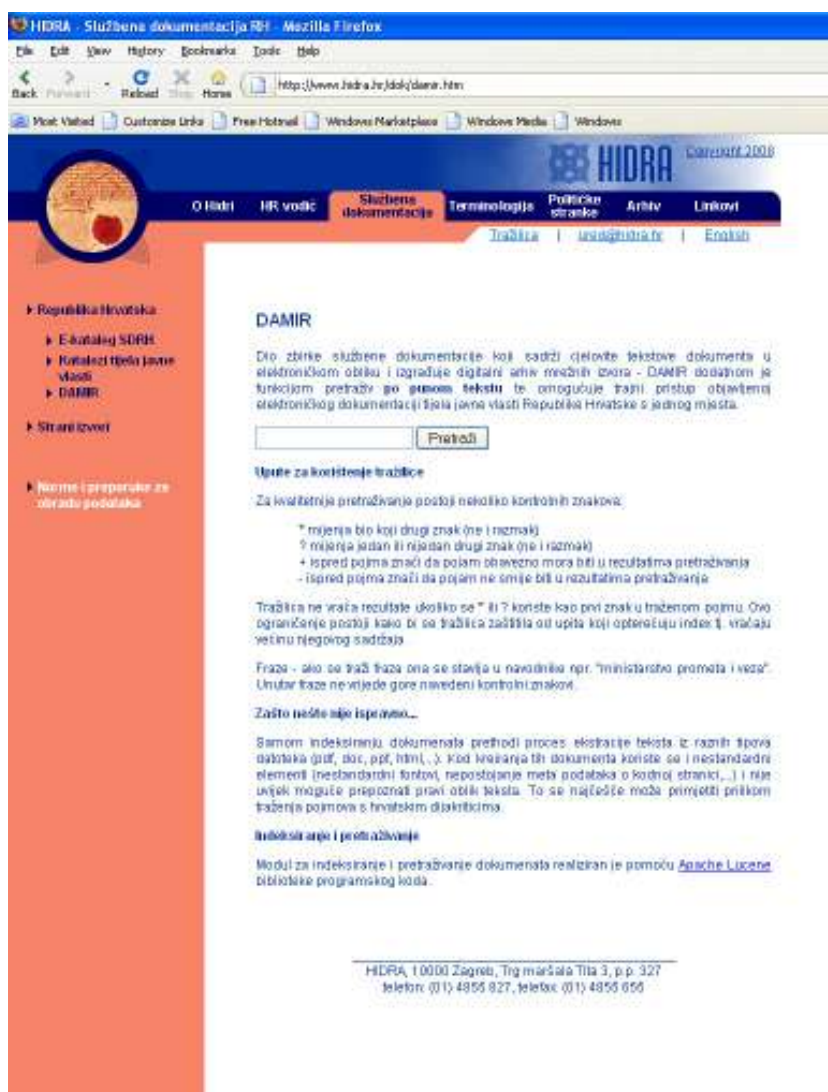 HIDRA - Službena dokumentacija RH - Mozilla Firefox
File Edit View History Bookmarks Tools Help
Back Forward Reload Stop Home http://www.hidra.hr/dok/damir.htm
Most Visited Customize Links Free Hotmail Windows Marketplace Windows Media Windows
HIDRA Copyright 2008
O Hidri HR vodič Službena dokumentacija Terminologija Političke stranke Arhiv Linkovi
Tražilica | ured@hidra.hr | English
Republika Hrvatska
E-katalog SDRH
Katalozi tijela javne
vlasti
DAMIR
Strani izvori
Norme i preporuke za
obradu podataka
DAMIR
Dio zbirke službene dokumentacije koji sadrži cjelovite tekstove dokumenta u
elektroničkom obliku i izgrađuje digitalni arhiv mrežnih izvora - DAMIR dodatnom je
funkcijom pretraživ po punom tekstu te omogućuje trajni pristup objavljenoj
elektroničkog dokumentaciji tijela javne vlasti Republike Hrvatske s jednog mjesta.
Pretraži
Upute za korištenje tražilice
Za kvalitetnije pretraživanje postoji nekoliko kontrolnih znakova:
* mijenja bio koji drugi znak (ne i razmak)
? mijenja jedan ili nijedan drugi znak (ne i razmak)
+ ispred pojma znači da pojam obavezno mora biti u rezultatima pretraživanja
- ispred pojma znači da pojam ne smije biti u rezultatima pretraživanja
Tražilica ne vraća rezultate ukoliko se * ili ? koriste kao prvi znak u traženom pojmu. Ovo
ograničenje postoji kako bi se tražilica zaštitila od upita koji opterećuju index tj. vraćaju
većinu njegovog sadržaja.
Fraze - ako se traži fraza ona se stavlja u navodnike npr. "ministarstvo prometa i veza".
Unutar fraze ne vrijede gore navedeni kontrolni znakovi.
Zašto nešto nije ispravno...
Samom indeksiranju dokumenata prethodi proces ekstracije teksta iz raznih tipova
datoteka (pdf, doc, ppt, html,...). Kod kreiranja tih dokumenta koriste se i nestandardni
elementi (nestandardni fontovi, nepostojanje meta podataka o kodnoj stranici,...) i nije
uvijek moguće prepoznati pravi oblik teksta. To se najčešće može primjetiti prilikom
traženja pojmova s hrvatskim dijakriticima.
Indeksiranje i pretraživanje
Modul za indeksiranje i pretraživanje dokumenata realiziran je pomoću Apache Lucene
biblioteke programskog koda.
HIDRA, 10000 Zagreb, Trg maršala Tita 3, p.p. 327
telefon: (01) 4855 827, telefax: (01) 4855 656